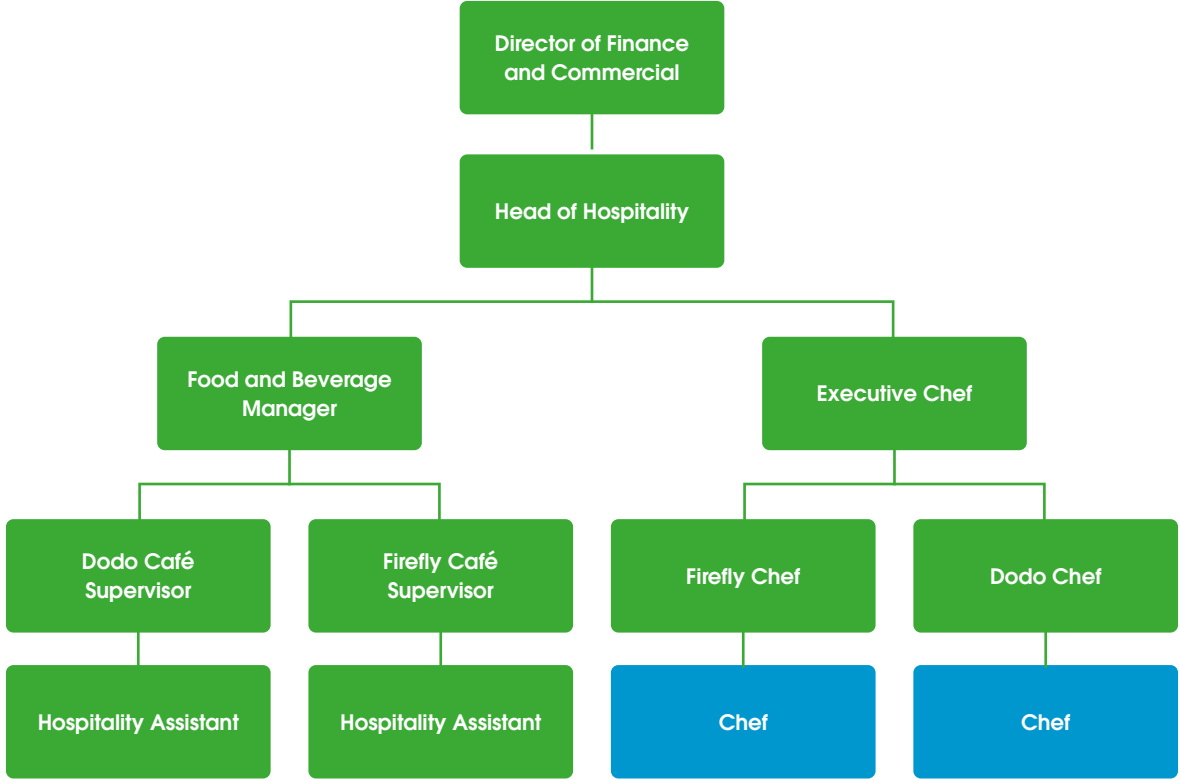 Director of Finance
and Commercial
Head of Hospitality
Food and Beverage
Manager
Executive Chef
Dodo Café
Supervisor
Firefly Café
Supervisor
Firefly Chef
Dodo Chef
Hospitality Assistant
Hospitality Assistant
Chef
Chef